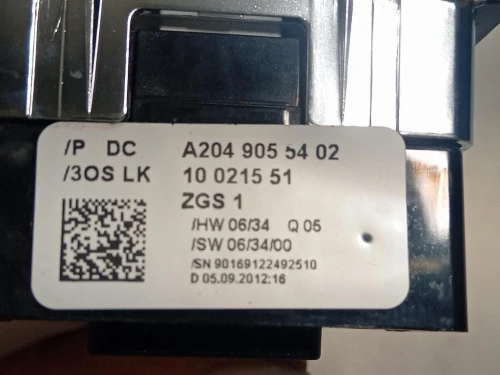 /P DC A204 905 54 02
/3OS LK 10 0215 51
ZGS 1
/HW 06/34 Q 05
/SW 06/34/00
/SN 90169122492510
D 05.09.2012:16